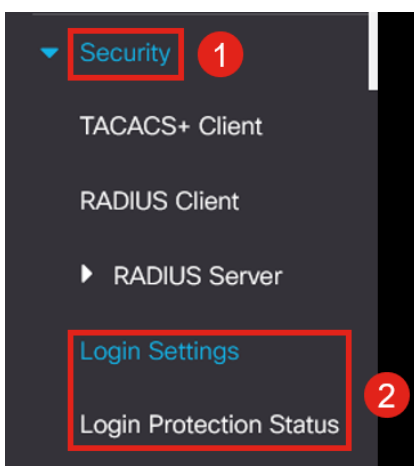 Security 1
TACACS+ Client
RADIUS Client
RADIUS Server
Login Settings
2
Login Protection Status